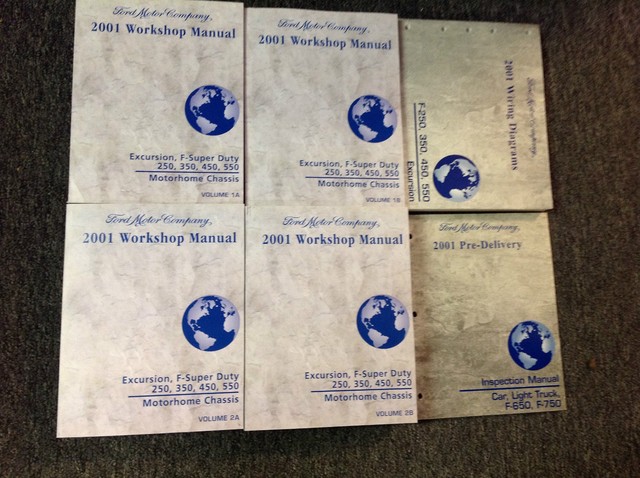 Ford Motor Company,
2001 Workshop Manual
Excursion, F-Super Duty
250, 350, 450, 550
Motorhome Chassis
VOLUME 1A
Ford Motor Company,
2001 Workshop Manual
Excursion, F-Super Duty
250, 350, 450, 550
Motorhome Chassis
VOLUME 1B
Ford Motor Company,
2001 Wiring Diagrams
F-250, 350, 450, 550
Excursion
Ford Motor Company,
2001 Workshop Manual
Excursion, F-Super Duty
250, 350, 450, 550
Motorhome Chassis
VOLUME 2A
Ford Motor Company,
2001 Workshop Manual
Excursion, F-Super Duty
250, 350, 450, 550
Motorhome Chassis
VOLUME 2B
Ford Motor Company,
2001 Pre-Delivery
Inspection Manual
Car, Light Truck,
F-650, F-750